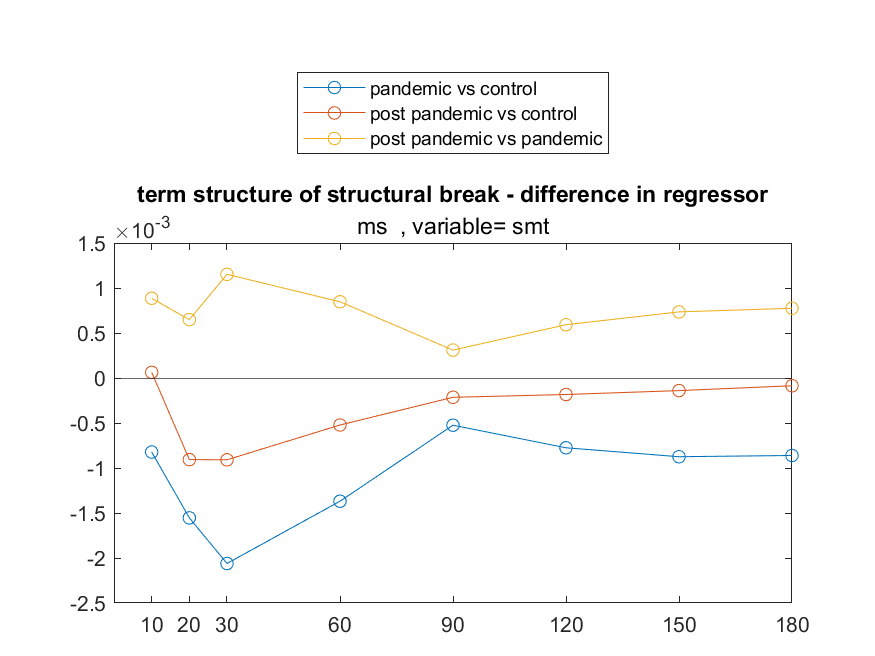 pandemic vs control
post pandemic vs control
post pandemic vs pandemic
term structure of structural break - difference in regressor
ms , variable= smt
×10⁻³
1.5
1
0.5
0
-0.5
-1
-1.5
-2
-2.5
10 20 30 60 90 120 150 180